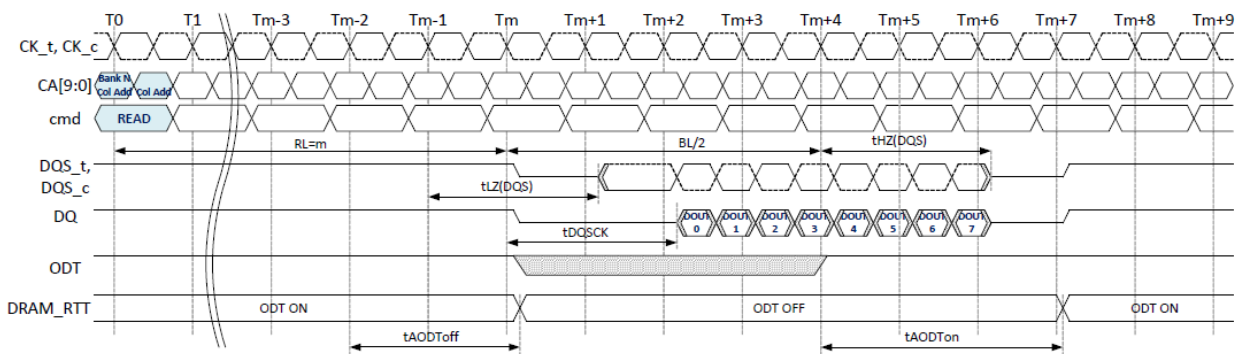 T0 T1 Tm-3 Tm-2 Tm-1 Tm Tm+1 Tm+2 Tm+3 Tm+4 Tm+5 Tm+6 Tm+7 Tm+8 Tm+9
CK_t, CK_c
CA[9:0] Bank N Col Add Col Add
cmd READ
RL=m BL/2 tHZ(DQS)
DQS_t,
DQS_c
tLZ(DQS)
DQ DOUT 0 DOUT 1 DOUT 2 DOUT 3 DOUT 4 DOUT 5 DOUT 6 DOUT 7
tDQSCK
ODT
DRAM_RTT ODT ON ODT OFF ODT ON
tAODToff tAODTon